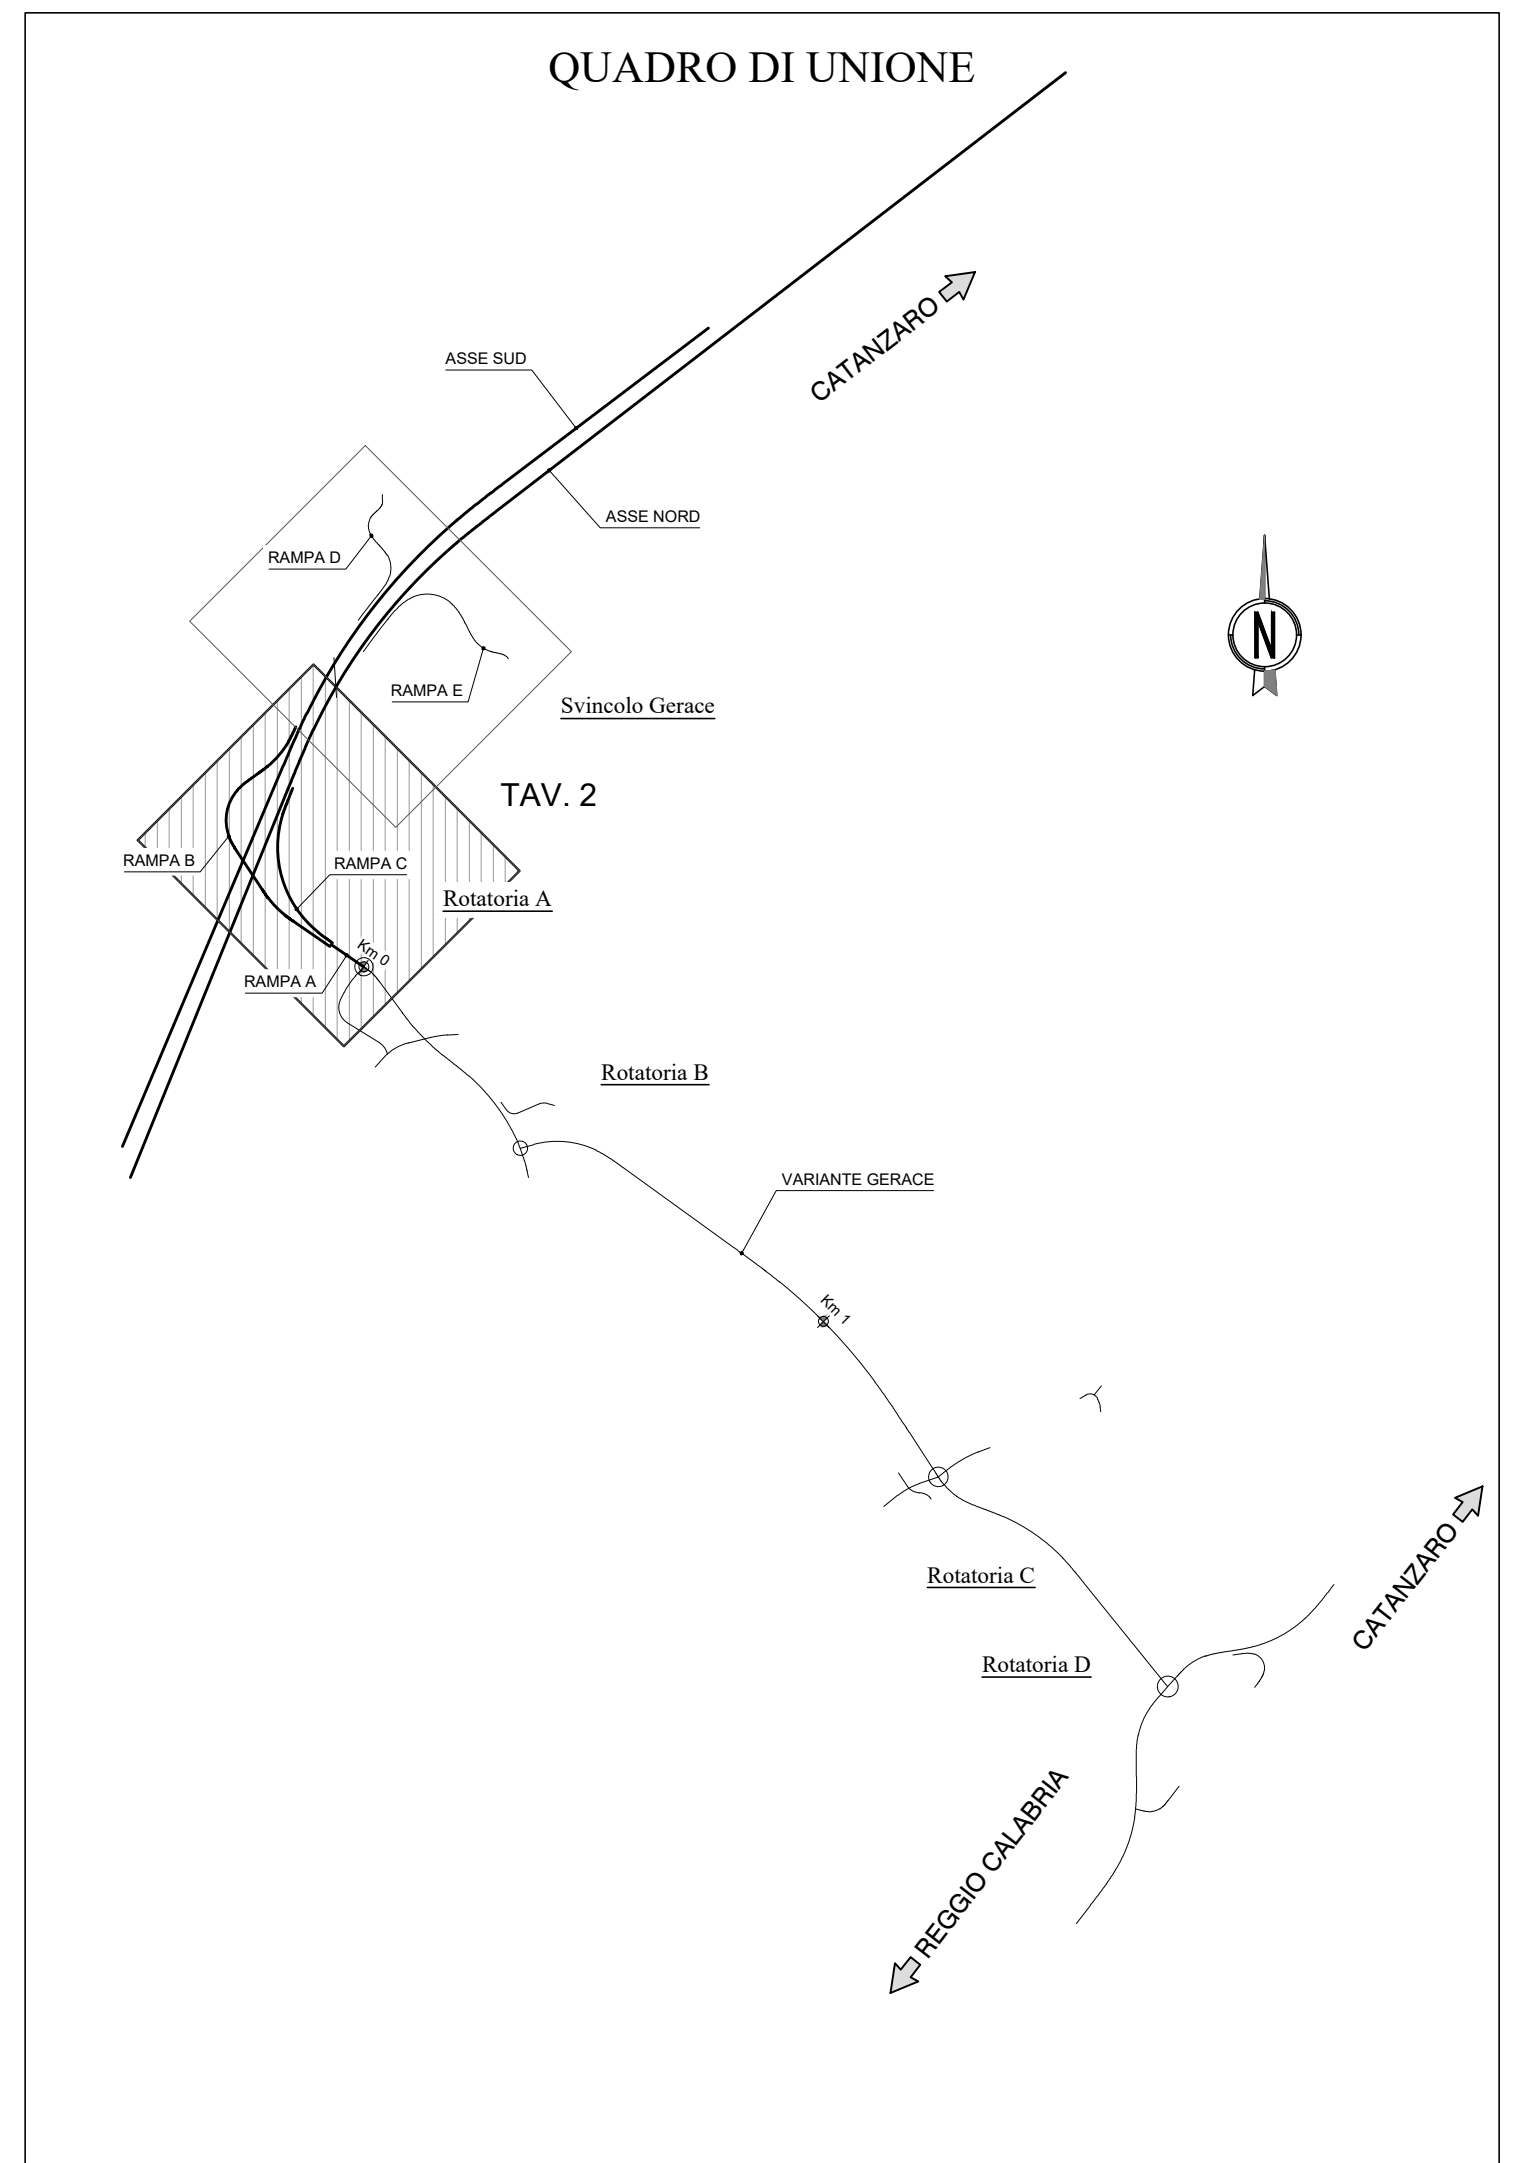 QUADRO DI UNIONE
CATANZARO
ASSE SUD
ASSE NORD
RAMPA D
N
RAMPA E
Svincolo Gerace
TAV. 2
RAMPA B
RAMPA C
Rotatoria A
Km 0
RAMPA A
Rotatoria B
VARIANTE GERACE
Km 1
CATANZARO
Rotatoria C
Rotatoria D
REGGIO CALABRIA